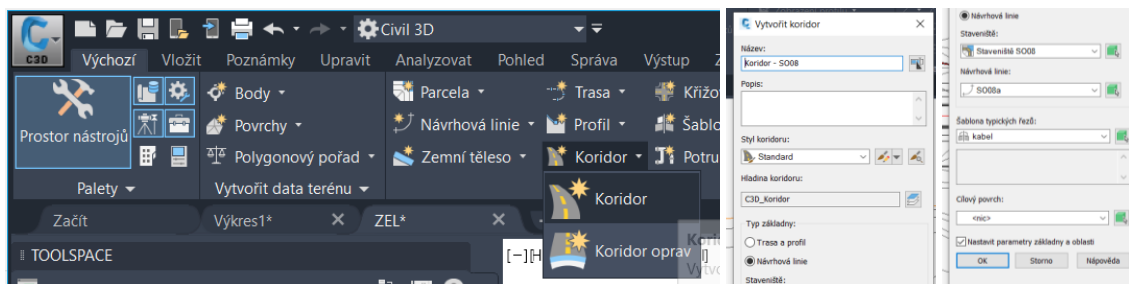 C3D
Civil 3D
Výchozí
Vložit
Poznámky
Upravit
Analyzovat
Pohled
Správa
Výstup
Prostor nástrojů
Body
Povrchy
Polygonový pořad
Parcela
Návrhová linie
Zemní těleso
Trasa
Profil
Koridor
Křižo
Šablo
Potru
Palety
Vytvořit data terénu
Koridor
Koridor oprav
Začít
Výkres1*
ZEL*
TOOLSPACE
[−][H
Vytvořit koridor
Název:
Koridor - SO08
Popis:
Styl koridoru:
Standard
Hladina koridoru:
C3D_Koridor
Typ základny:
Trasa a profil
Návrhová linie
Staveniště:
Návrhová linie
Staveniště:
Staveniště SO08
Návrhová linie:
SO08a
Šablona typických řezů:
kabel
Cílový povrch:
<nic>
Nastavit parametry základny a oblasti
OK
Storno
Nápověda